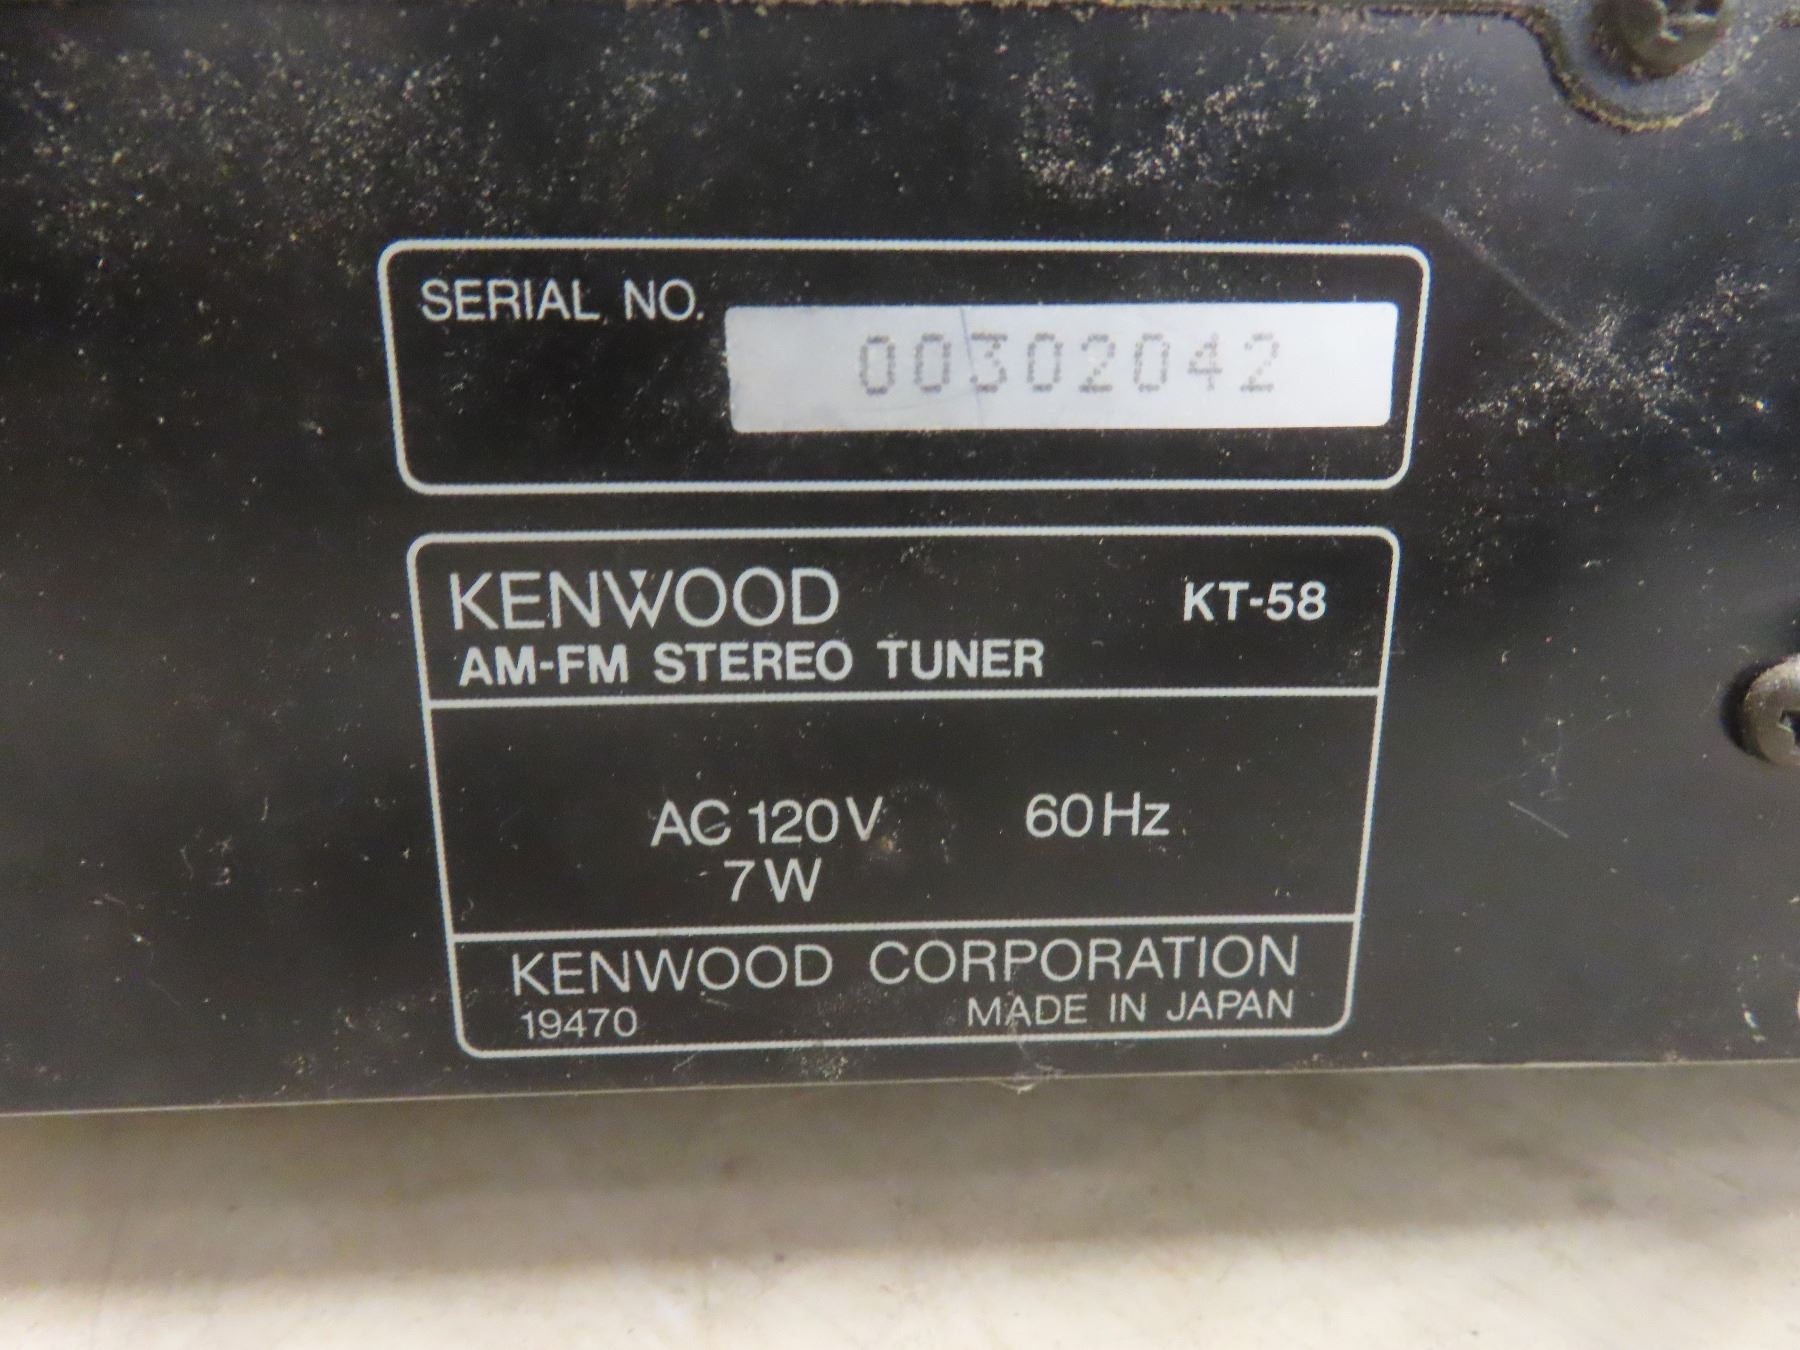 SERIAL NO. 00302042
KENWOOD KT-58
AM-FM STEREO TUNER
AC 120V 60Hz
7W
KENWOOD CORPORATION
19470 MADE IN JAPAN